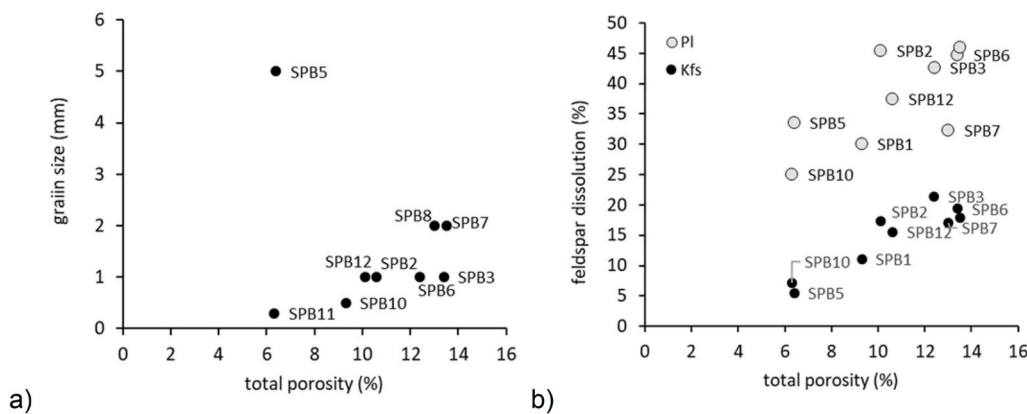 6
5
4
3
2
1
0
graiin size (mm)
SPB5
SPB8 SPB7
SPB12 SPB2 SPB3
SPB6
SPB11 SPB10
0 2 4 6 8 10 12 14 16
total porosity (%)
a)
50
45
40
35
30
25
20
15
10
5
0
feldspar dissolution (%)
Pl
Kfs
SPB2 SPB6
SPB3
SPB12
SPB5 SPB7
SPB1
SPB10
SPB3
SPB2 SPB6
SPB12 SPB7
SPB10 SPB1
SPB5
0 2 4 6 8 10 12 14 16
total porosity (%)
b)